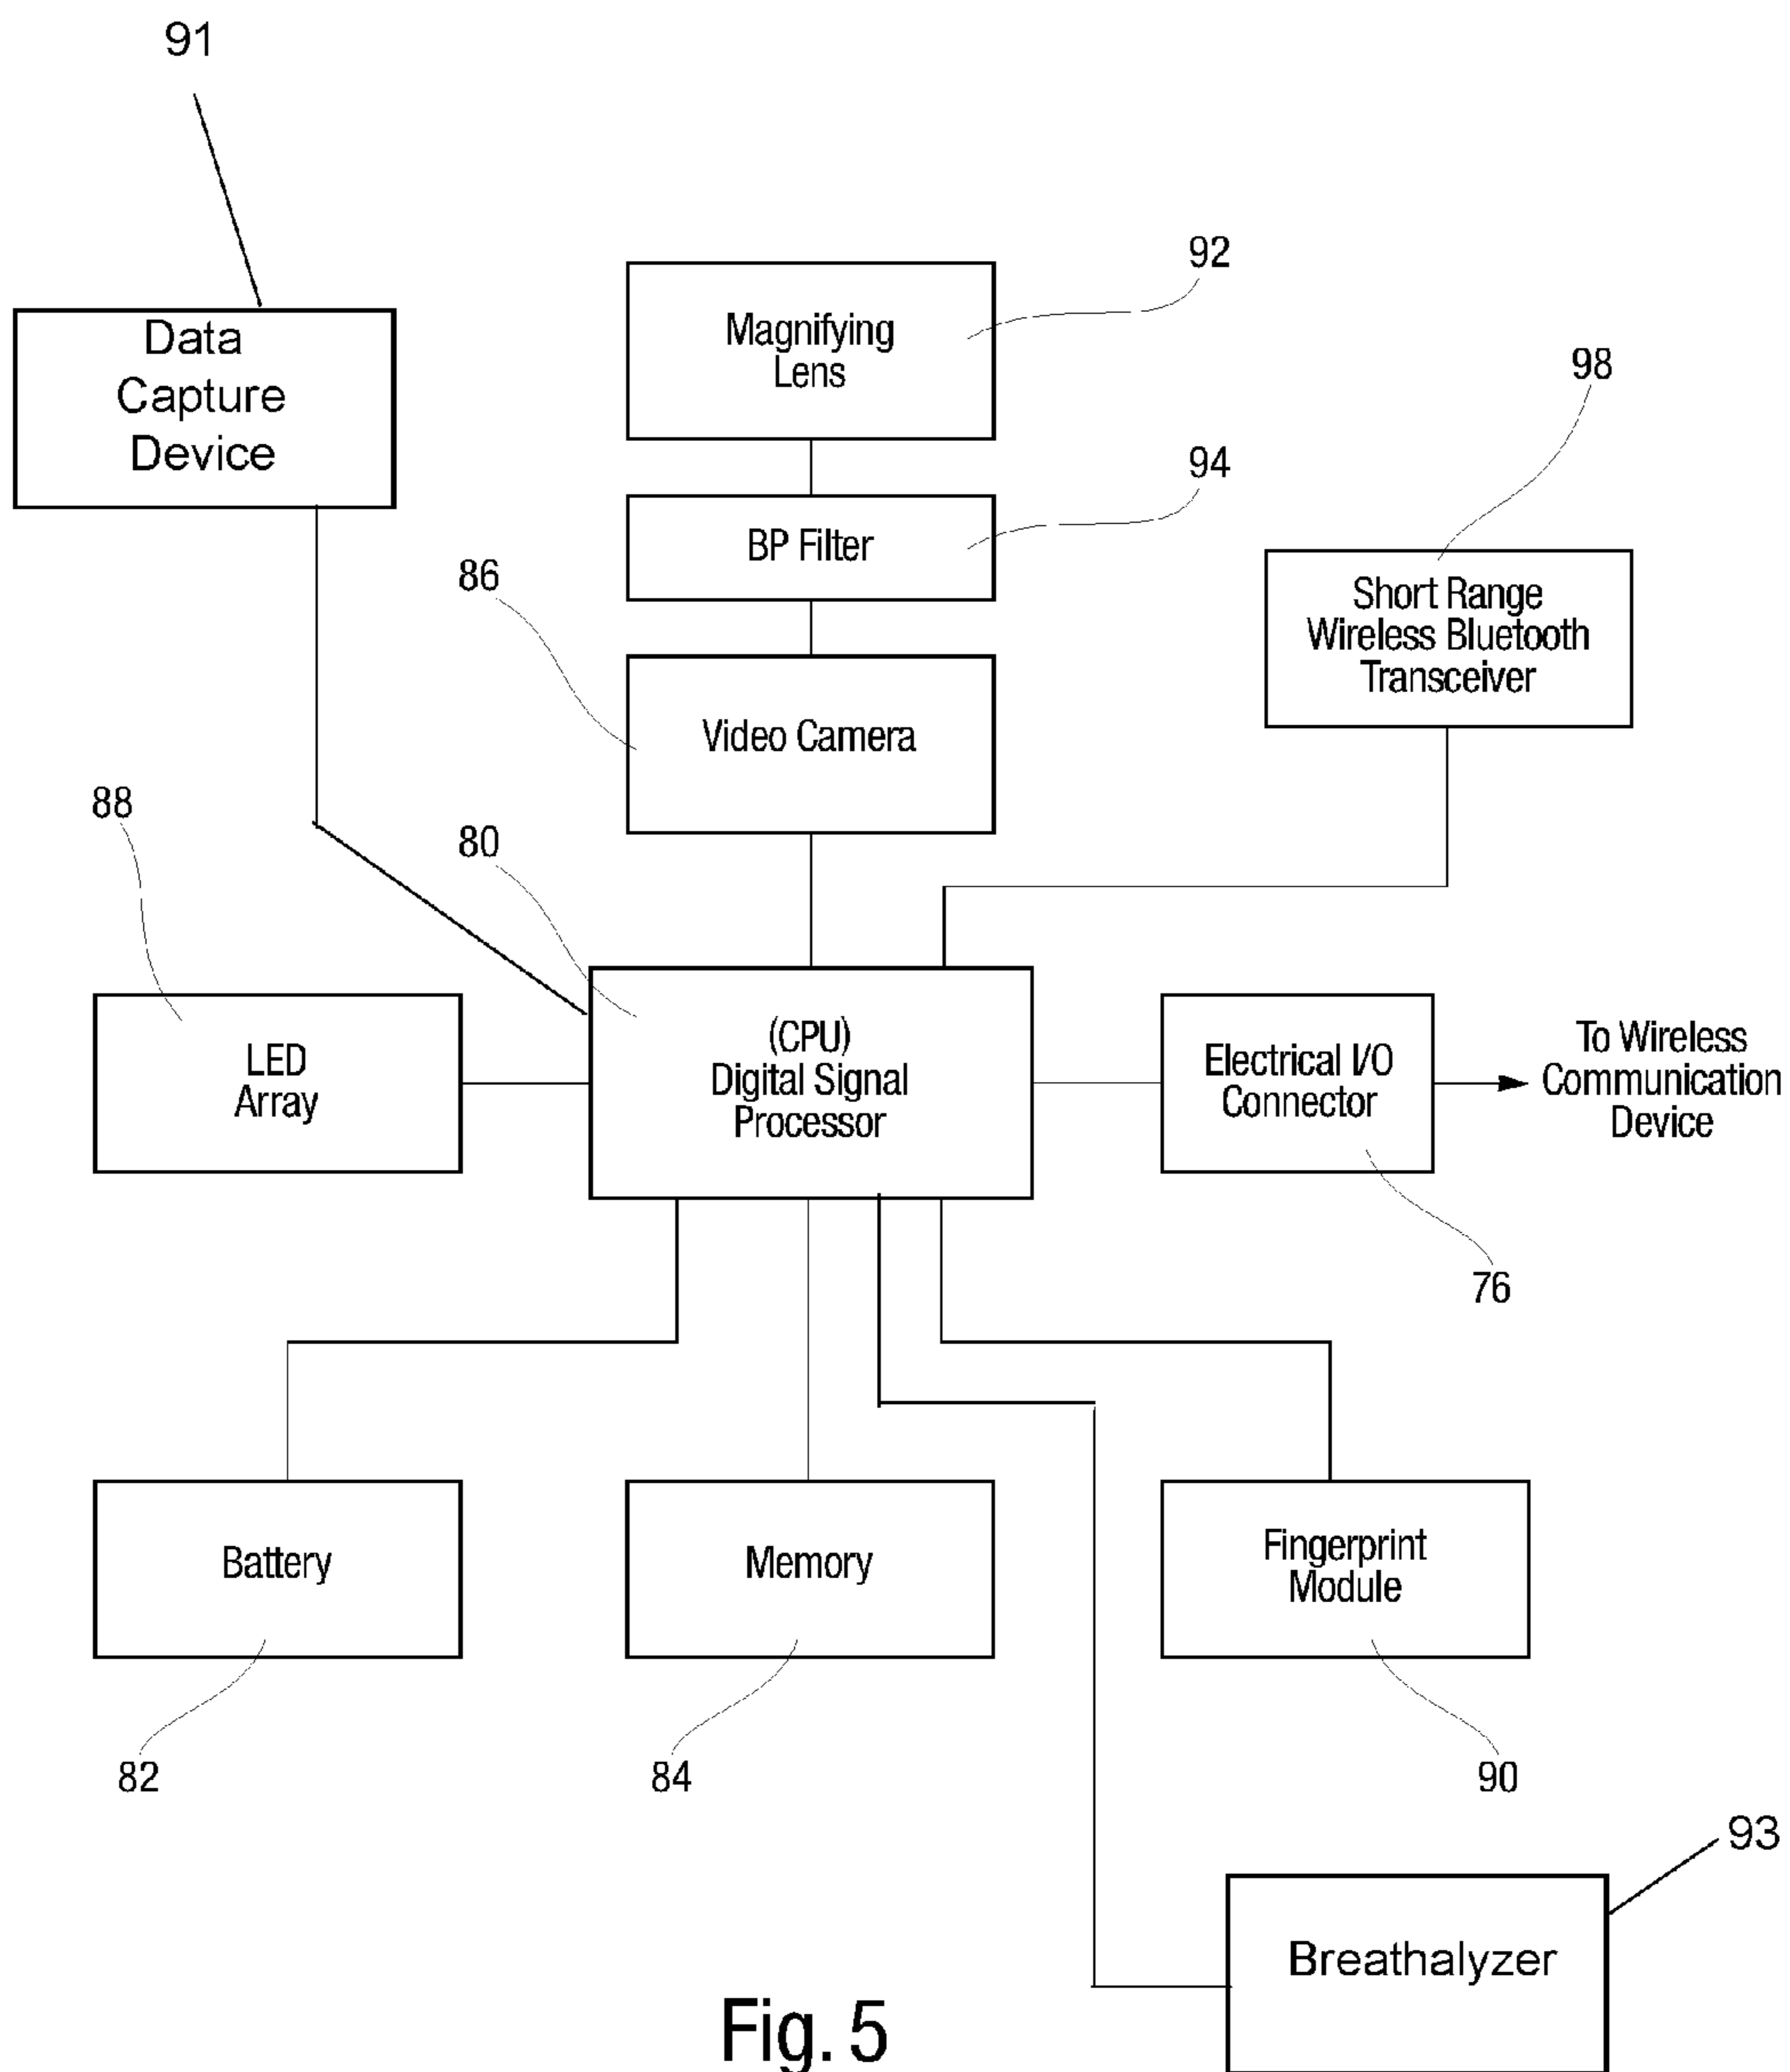 91
Data
Capture
Device
Magnifying
Lens
92
BP Filter
94
98
Short Range
Wireless Bluetooth
Transceiver
86
Video Camera
88
80
LED
Array
(CPU)
Digital Signal
Processor
Electrical I/O
Connector
To Wireless
Communication
Device
76
Battery
Memory
Fingerprint
Module
82
84
90
93
Breathalyzer
Fig. 5